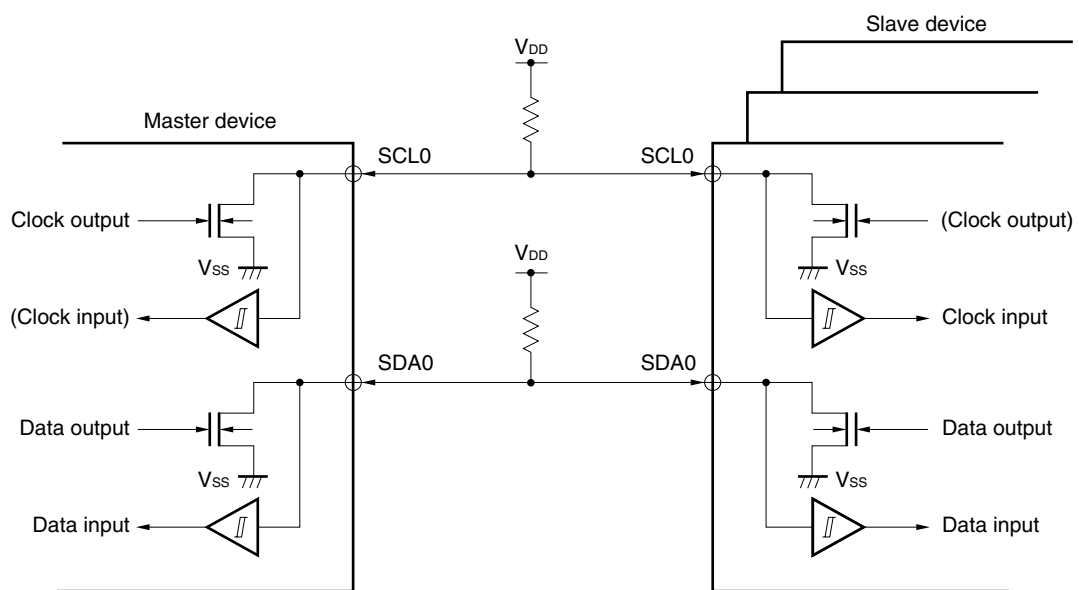 Slave device
VDD
Master device
SCL0 SCL0
Clock output (Clock output)
VSS VDD VSS
(Clock input) Clock input
SDA0 SDA0
Data output Data output
VSS VSS
Data input Data input